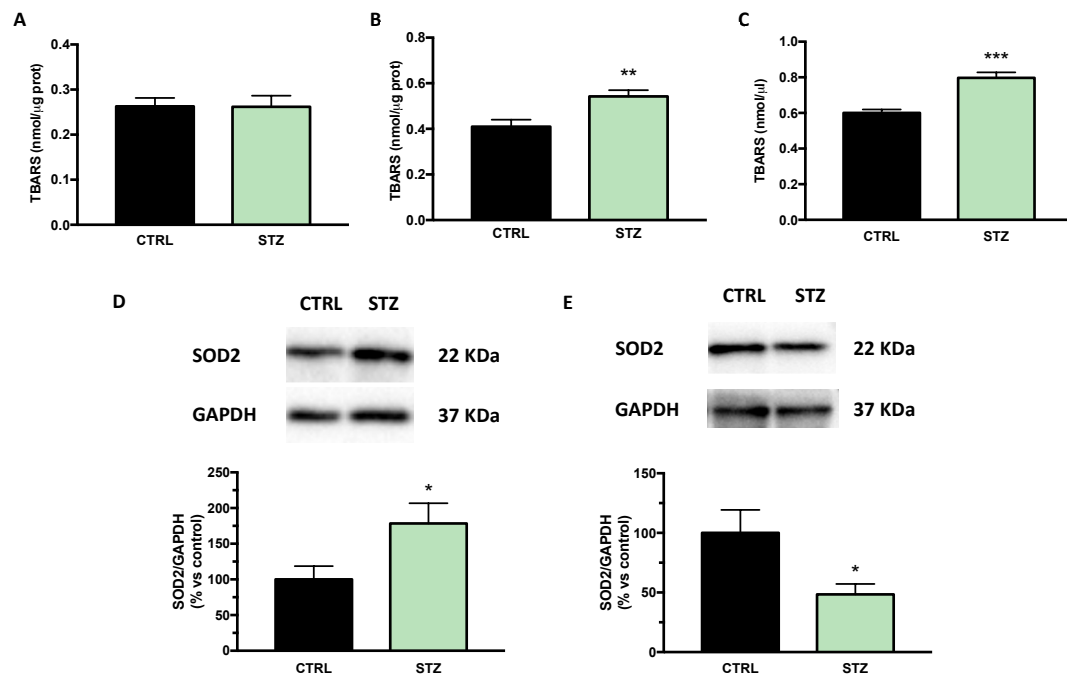 A
TBARS (nmol/µg prot)
0.4
0.3
0.2
0.1
0.0
CTRL STZ
B
TBARS (nmol/µg prot)
0.8
0.6
0.4
0.2
0.0
**
CTRL STZ
C
TBARS (nmol/µl)
1.0
0.8
0.6
0.4
0.2
0.0
***
CTRL STZ
D
CTRL STZ
SOD2 22 KDa
GAPDH 37 KDa
SOD2/GAPDH
(% vs control)
250
200
150
100
75
50
25
0
*
CTRL STZ
E
CTRL STZ
SOD2 22 KDa
GAPDH 37 KDa
SOD2/GAPDH
(% vs control)
150
100
50
0
*
CTRL STZ